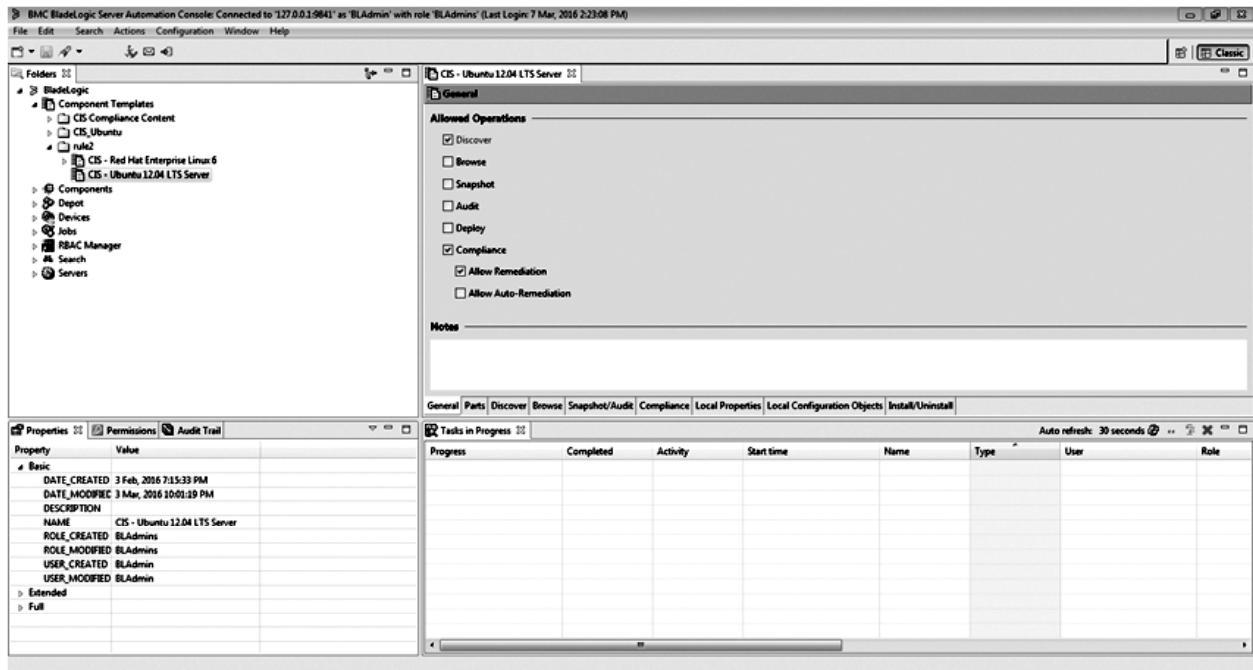 BMC BladeLogic Server Automation Console: Connected to '127.0.0.1:9841' as 'BLAdmin' with role 'BLAdmins' (Last Login: 7 Mar, 2016 2:23:08 PM)
File Edit Search Actions Configuration Window Help
Classic
Folders
BladeLogic
Component Templates
CIS Compliance Content
CIS_Ubuntu
rule2
CIS - Red Hat Enterprise Linux 6
CIS - Ubuntu 12.04 LTS Server
Components
Depot
Devices
Jobs
RBAC Manager
Search
Servers
CIS - Ubuntu 12.04 LTS Server
General
Allowed Operations
Discover
Browse
Snapshot
Audit
Deploy
Compliance
Allow Remediation
Allow Auto-Remediation
Notes
General Parts Discover Browse Snapshot/Audit Compliance Local Properties Local Configuration Objects Install/Uninstall
Properties Permissions Audit Trail
Property Value
Basic
DATE_CREATED 3 Feb, 2016 7:15:33 PM
DATE_MODIFIED 3 Mar, 2016 10:01:19 PM
DESCRIPTION
NAME CIS - Ubuntu 12.04 LTS Server
ROLE_CREATED BLAdmins
ROLE_MODIFIED BLAdmins
USER_CREATED BLAdmin
USER_MODIFIED BLAdmin
Extended
Full
Tasks in Progress Auto refresh: 30 seconds
Progress Completed Activity Start time Name Type User Role